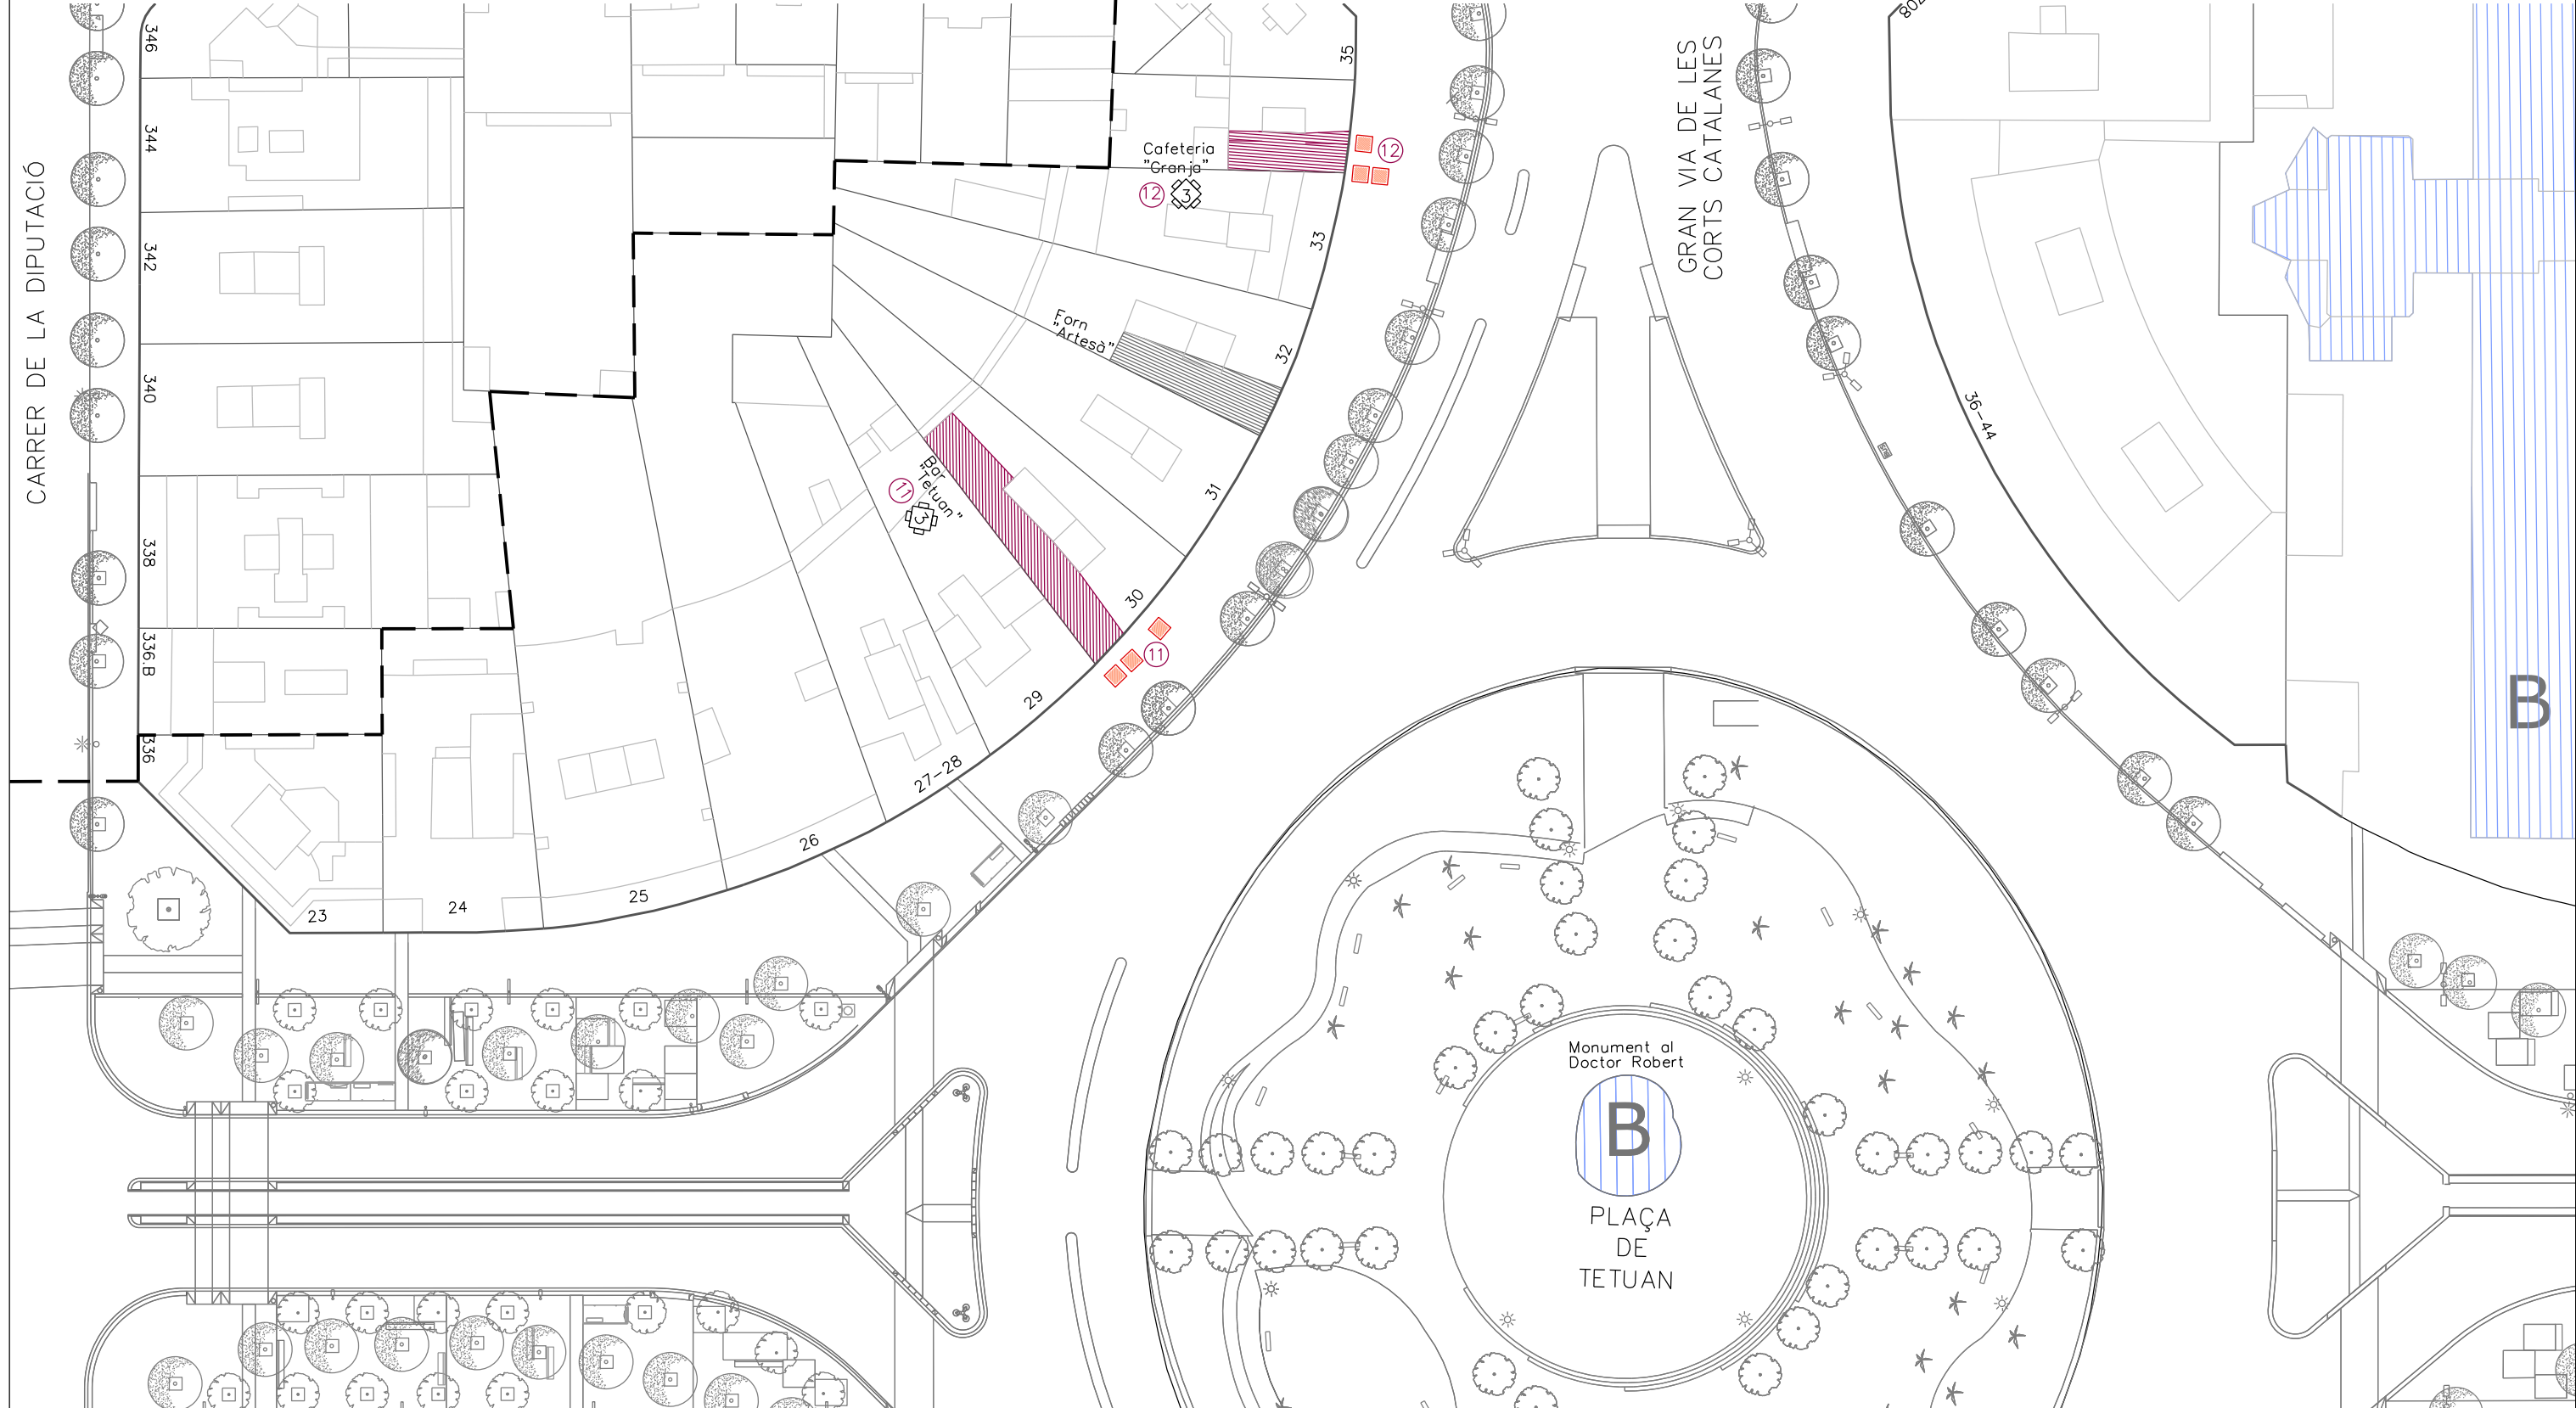 346
344
342
340
338
336.B
336
CARRER DE LA DIPUTACIÓ
35
33
32
31
30
29
27-28
26
25
24
23
Cafeteria
"Granja"
12
3
12
Forn
"Artesà"
Bar
"Tetuan"
11
3
11
GRAN VIA DE LES
CORTS CATALANES
36-44
B
Monument al
Doctor Robert
B
PLAÇA
DE
TETUAN